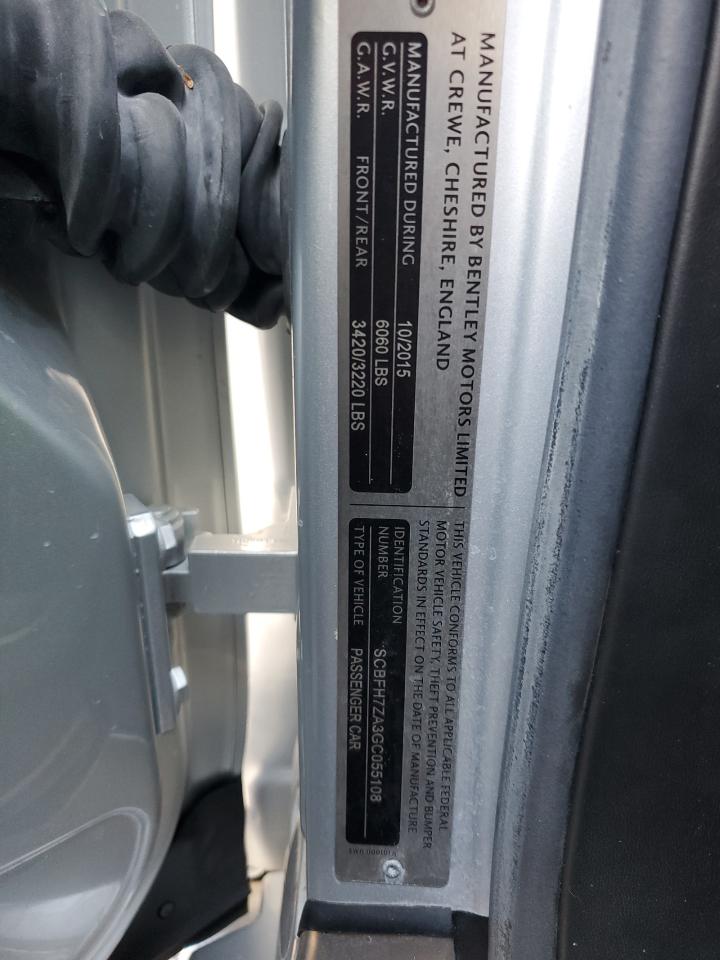 MANUFACTURED BY BENTLEY MOTORS LIMITED
AT CREWE, CHESHIRE, ENGLAND
MANUFACTURED DURING 10/2015
G.V.W.R. 6060 LBS
G.A.W.R. FRONT/REAR 3420/3220 LBS
THIS VEHICLE CONFORMS TO ALL APPLICABLE FEDERAL
MOTOR VEHICLE SAFETY, THEFT PREVENTION AND BUMPER
STANDARDS IN EFFECT ON THE DATE OF MANUFACTURE
IDENTIFICATION
NUMBER SCBFH7ZA3GC055108
TYPE OF VEHICLE PASSENGER CAR